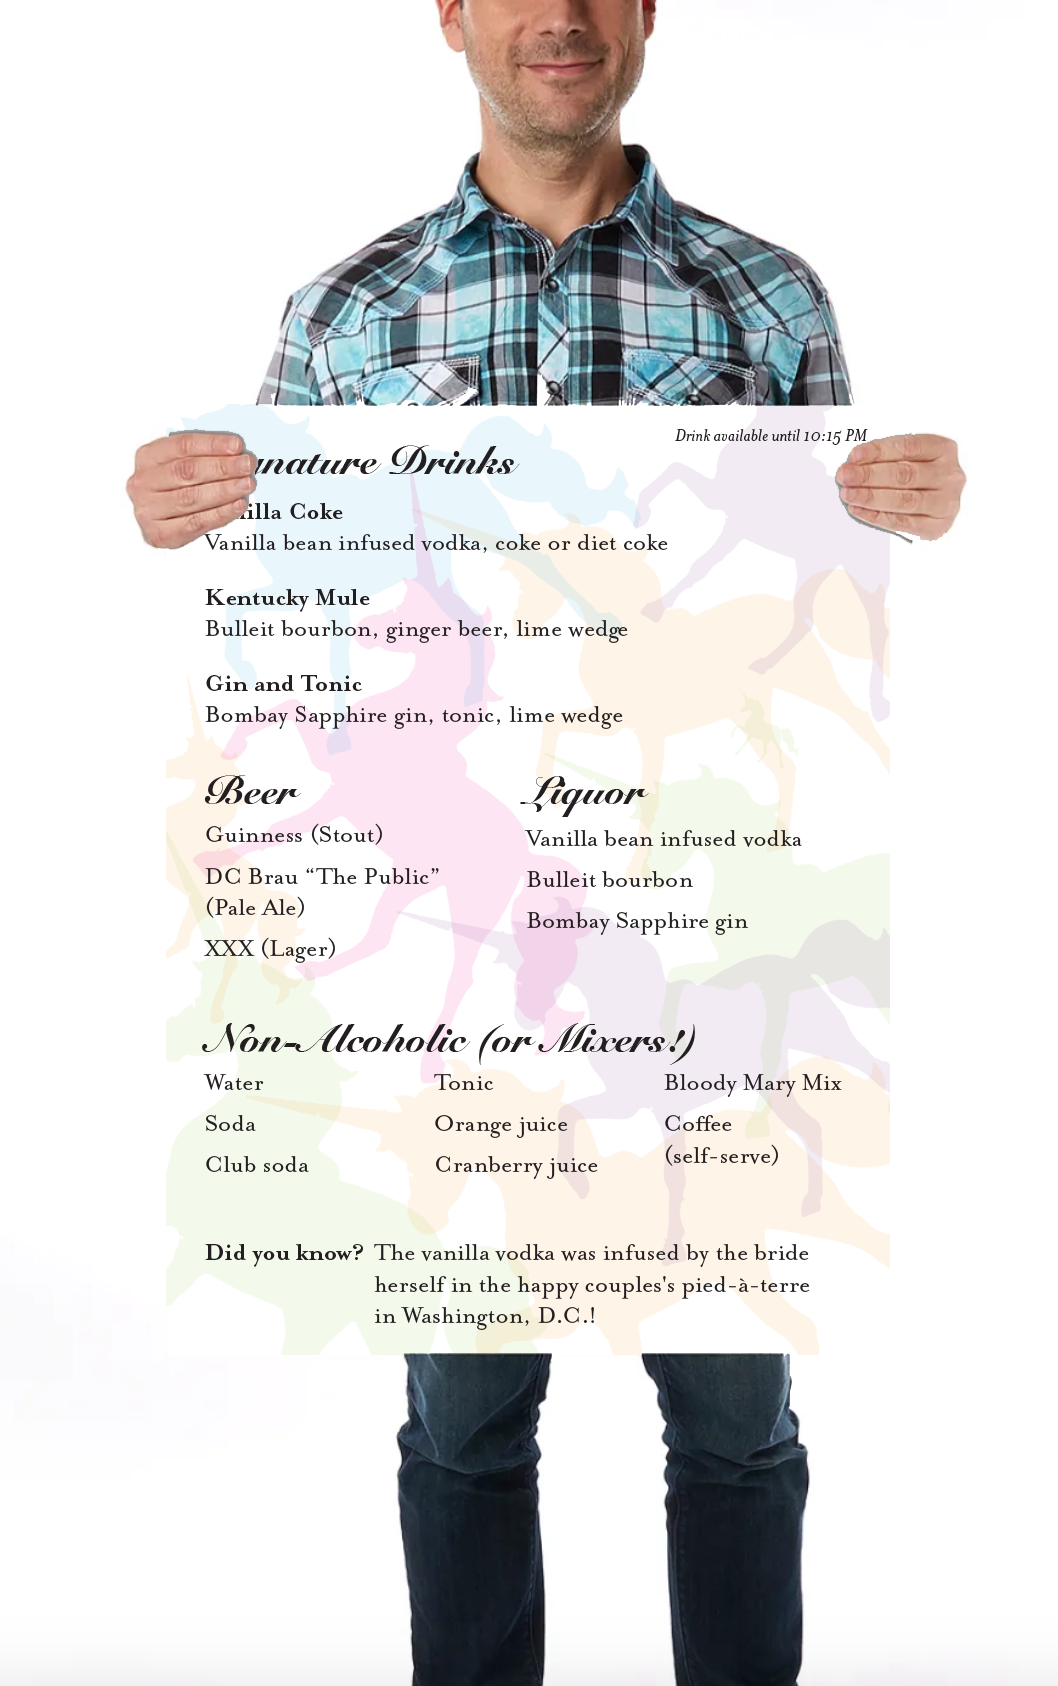 Drink available until 10:15 PM
Drinks
Coke
Vanilla bean infused vodka, coke or diet coke
Kentucky Mule
Bulleit bourbon, ginger beer, lime wedge
Gin and Tonic
Bombay Sapphire gin, tonic, lime wedge
Beer
Guinness (Stout)
DC Brau “The Public”
(Pale Ale)
XXX (Lager)
Liquor
Vanilla bean infused vodka
Bulleit bourbon
Bombay Sapphire gin
Non-Alcoholic (or Mixers!)
Water
Soda
Club soda
Tonic
Orange juice
Cranberry juice
Bloody Mary Mix
Coffee
(self-serve)
Did you know? The vanilla vodka was infused by the bride
herself in the happy couples's pied-à-terre
in Washington, D.C.!